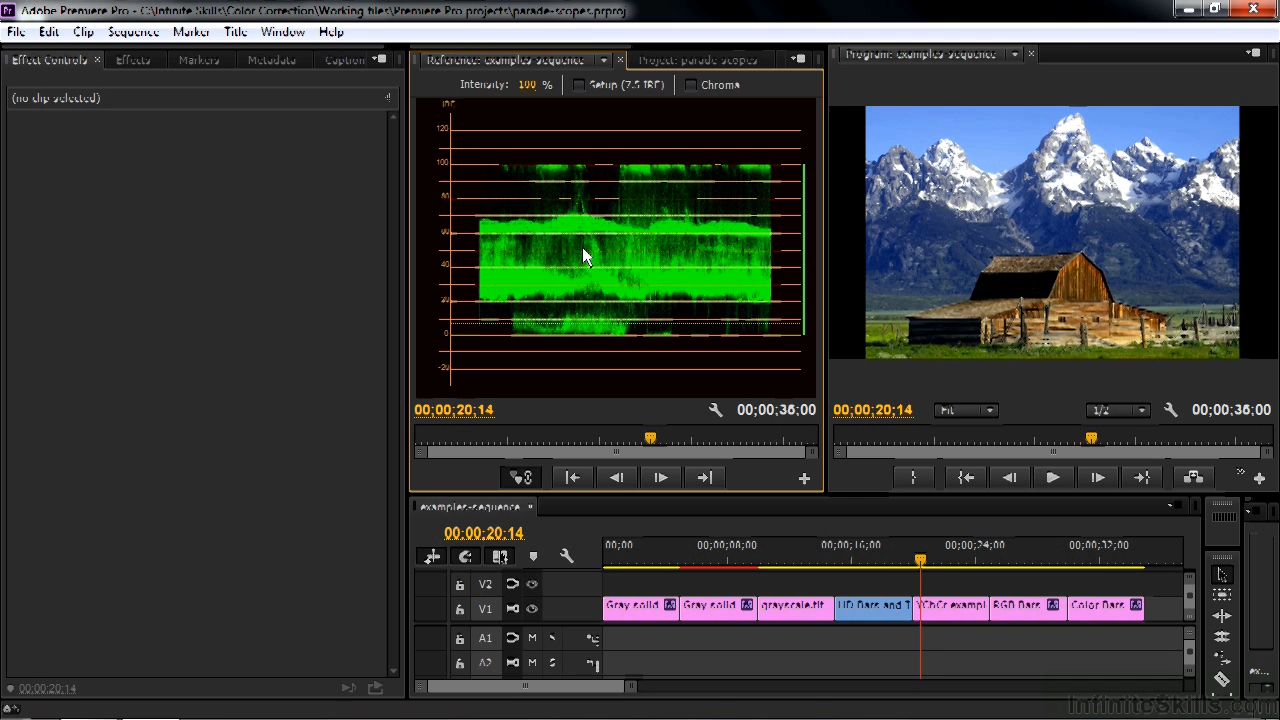 Adobe Premiere Pro - C:\Infinite Skills\Color Correction\Working files\Premiere Pro projects\parade-scopes.prproj
File Edit Clip Sequence Marker Title Window Help
Effect Controls × Effects Markers Metadata Caption
Reference: examples-sequence × Project: parade-scopes
Program: examples-sequence ×
(no clip selected)
Intensity: 100 % Setup (7.5 IRE) Chroma
IRE
120
100
80
60
40
20
0
-20
00;00;20;14 00;00;36;00
00;00;20;14 Fit 1/2 00;00;36;00
examples-sequence
00;00;20;14
00;00 00;00;08;00 00;00;16;00 00;00;24;00 00;00;32;00
V2
V1 Gray solid fx Gray solid fx grayscale.tif HD Bars and T YCbCr exampl RGB Bars fx Color Bars fx
A1 M S
A2 M S
00:00:20:14
InfiniteSkills.com